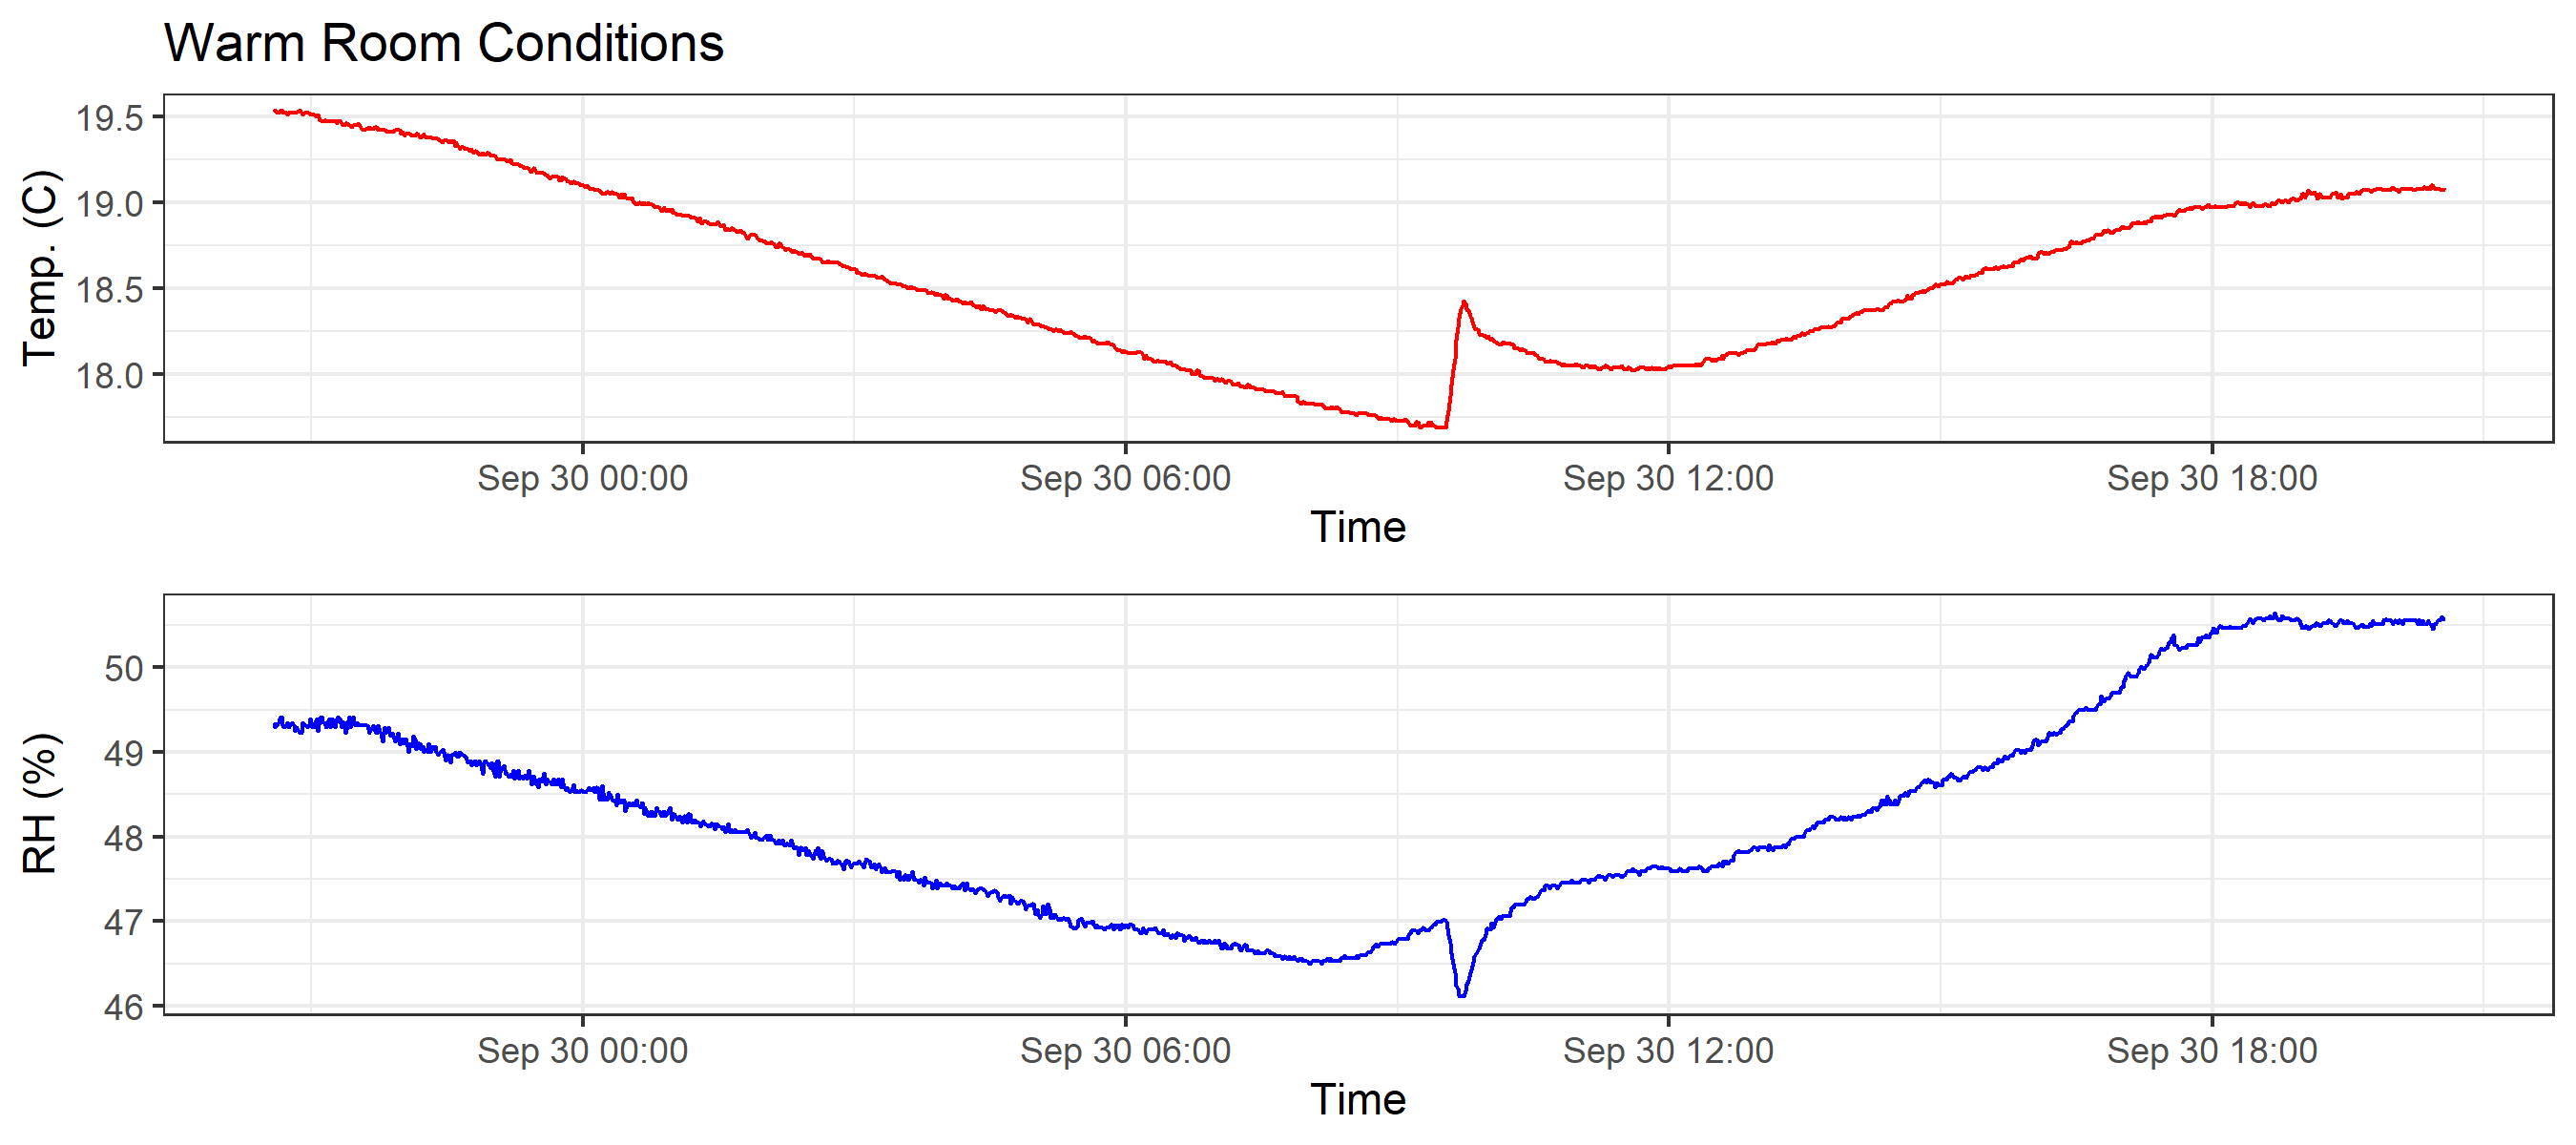 Warm Room Conditions
19.5
19.0
18.5
18.0
Temp. (C)
Sep 30 00:00 Sep 30 06:00 Sep 30 12:00 Sep 30 18:00
Time
50
49
48
47
46
RH (%)
Sep 30 00:00 Sep 30 06:00 Sep 30 12:00 Sep 30 18:00
Time